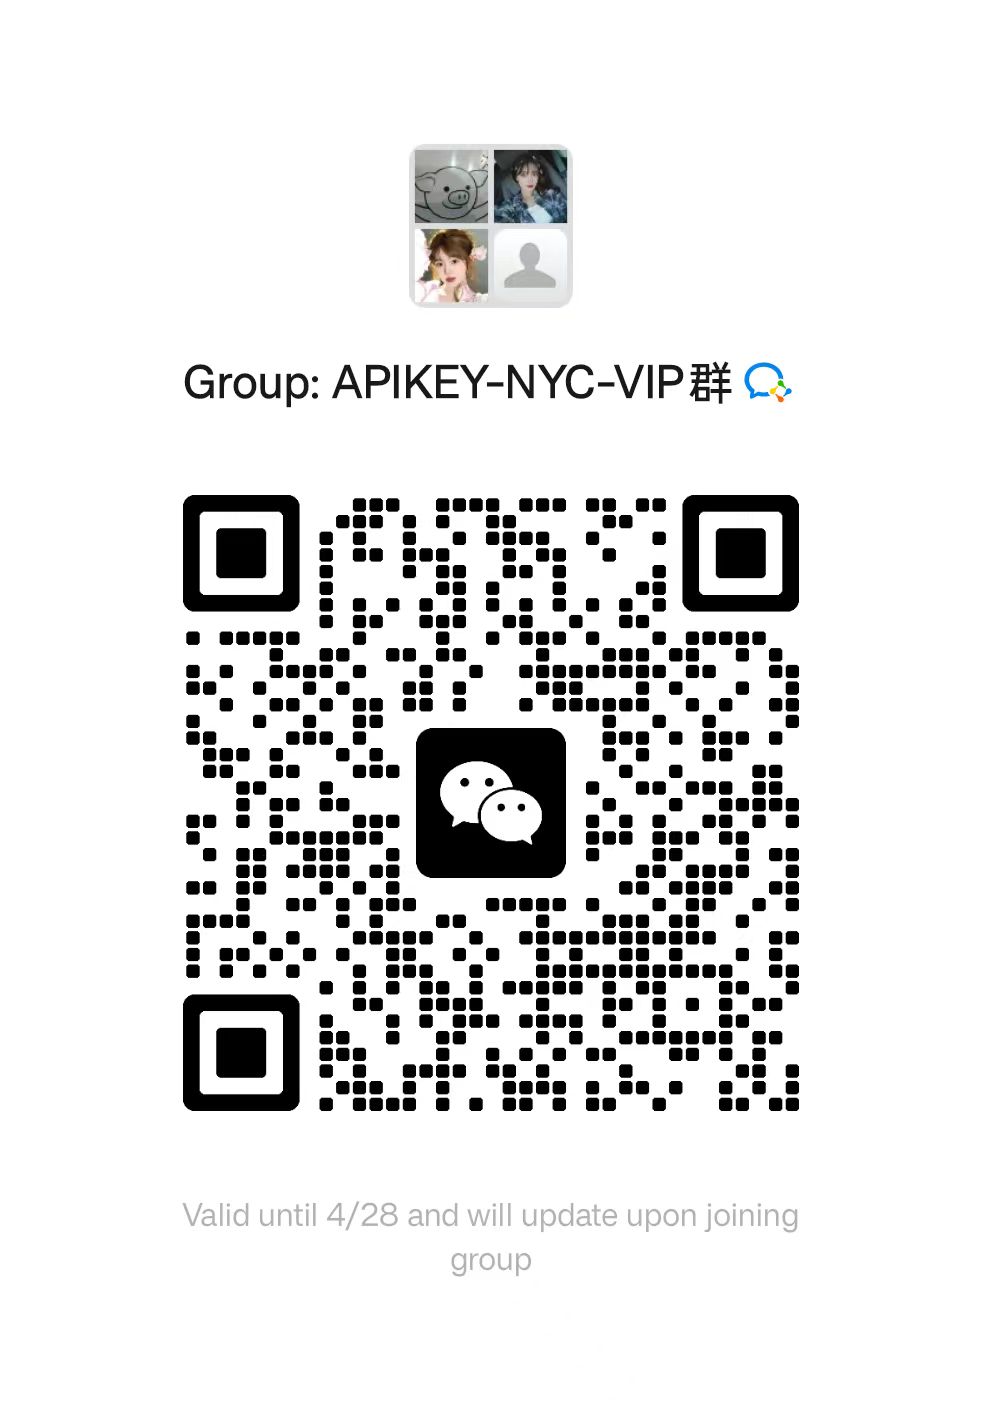 Group: APIKEY-NYC-VIP群
Valid until 4/28 and will update upon joining
group